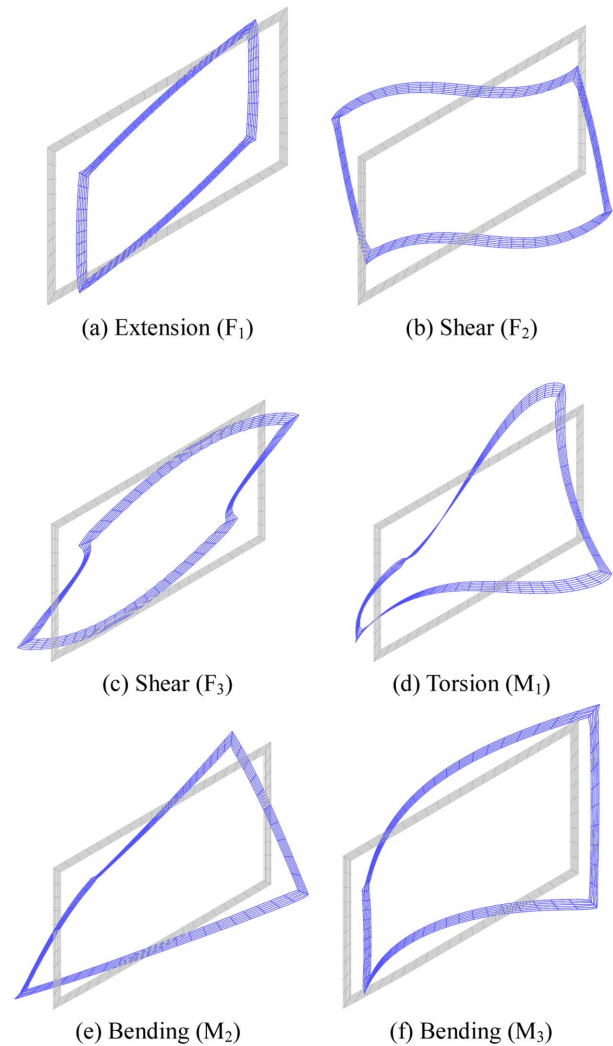 (a) Extension (F₁)
(b) Shear (F₂)
(c) Shear (F₃)
(d) Torsion (M₁)
(e) Bending (M₂)
(f) Bending (M₃)